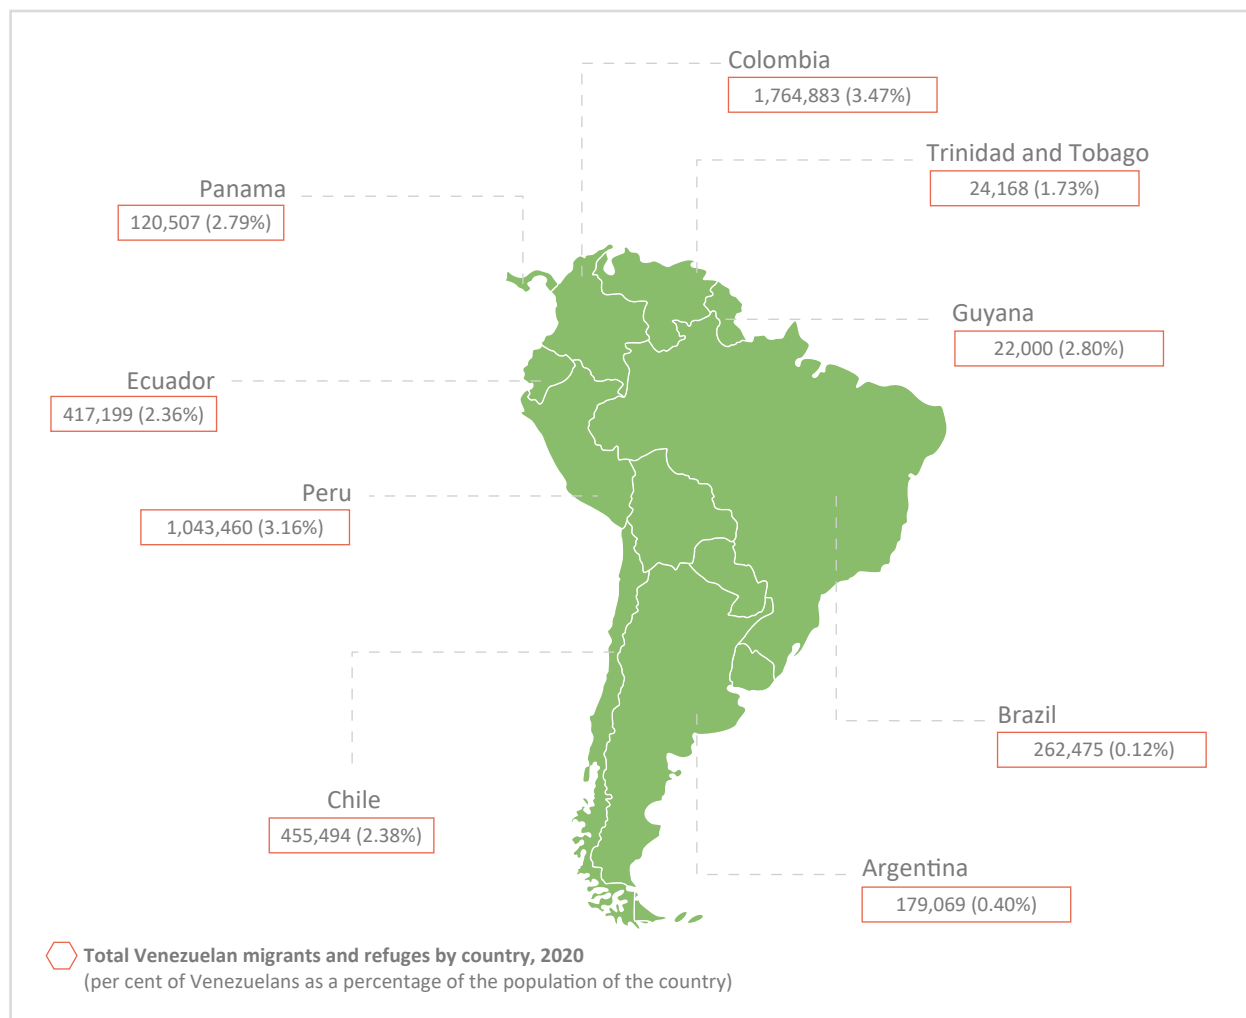 Colombia
1,764,883 (3.47%)
Trinidad and Tobago
24,168 (1.73%)
Panama
120,507 (2.79%)
Guyana
22,000 (2.80%)
Ecuador
417,199 (2.36%)
Peru
1,043,460 (3.16%)
Brazil
262,475 (0.12%)
Chile
455,494 (2.38%)
Argentina
179,069 (0.40%)
Total Venezuelan migrants and refuges by country, 2020
(per cent of Venezuelans as a percentage of the population of the country)